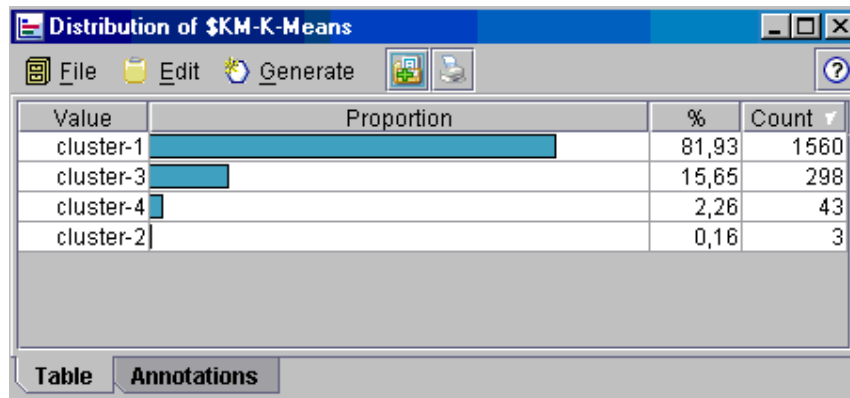 Distribution of $KM-K-Means
File Edit Generate
Value Proportion % Count
cluster-1 81,93 1560
cluster-3 15,65 298
cluster-4 2,26 43
cluster-2 0,16 3
Table Annotations